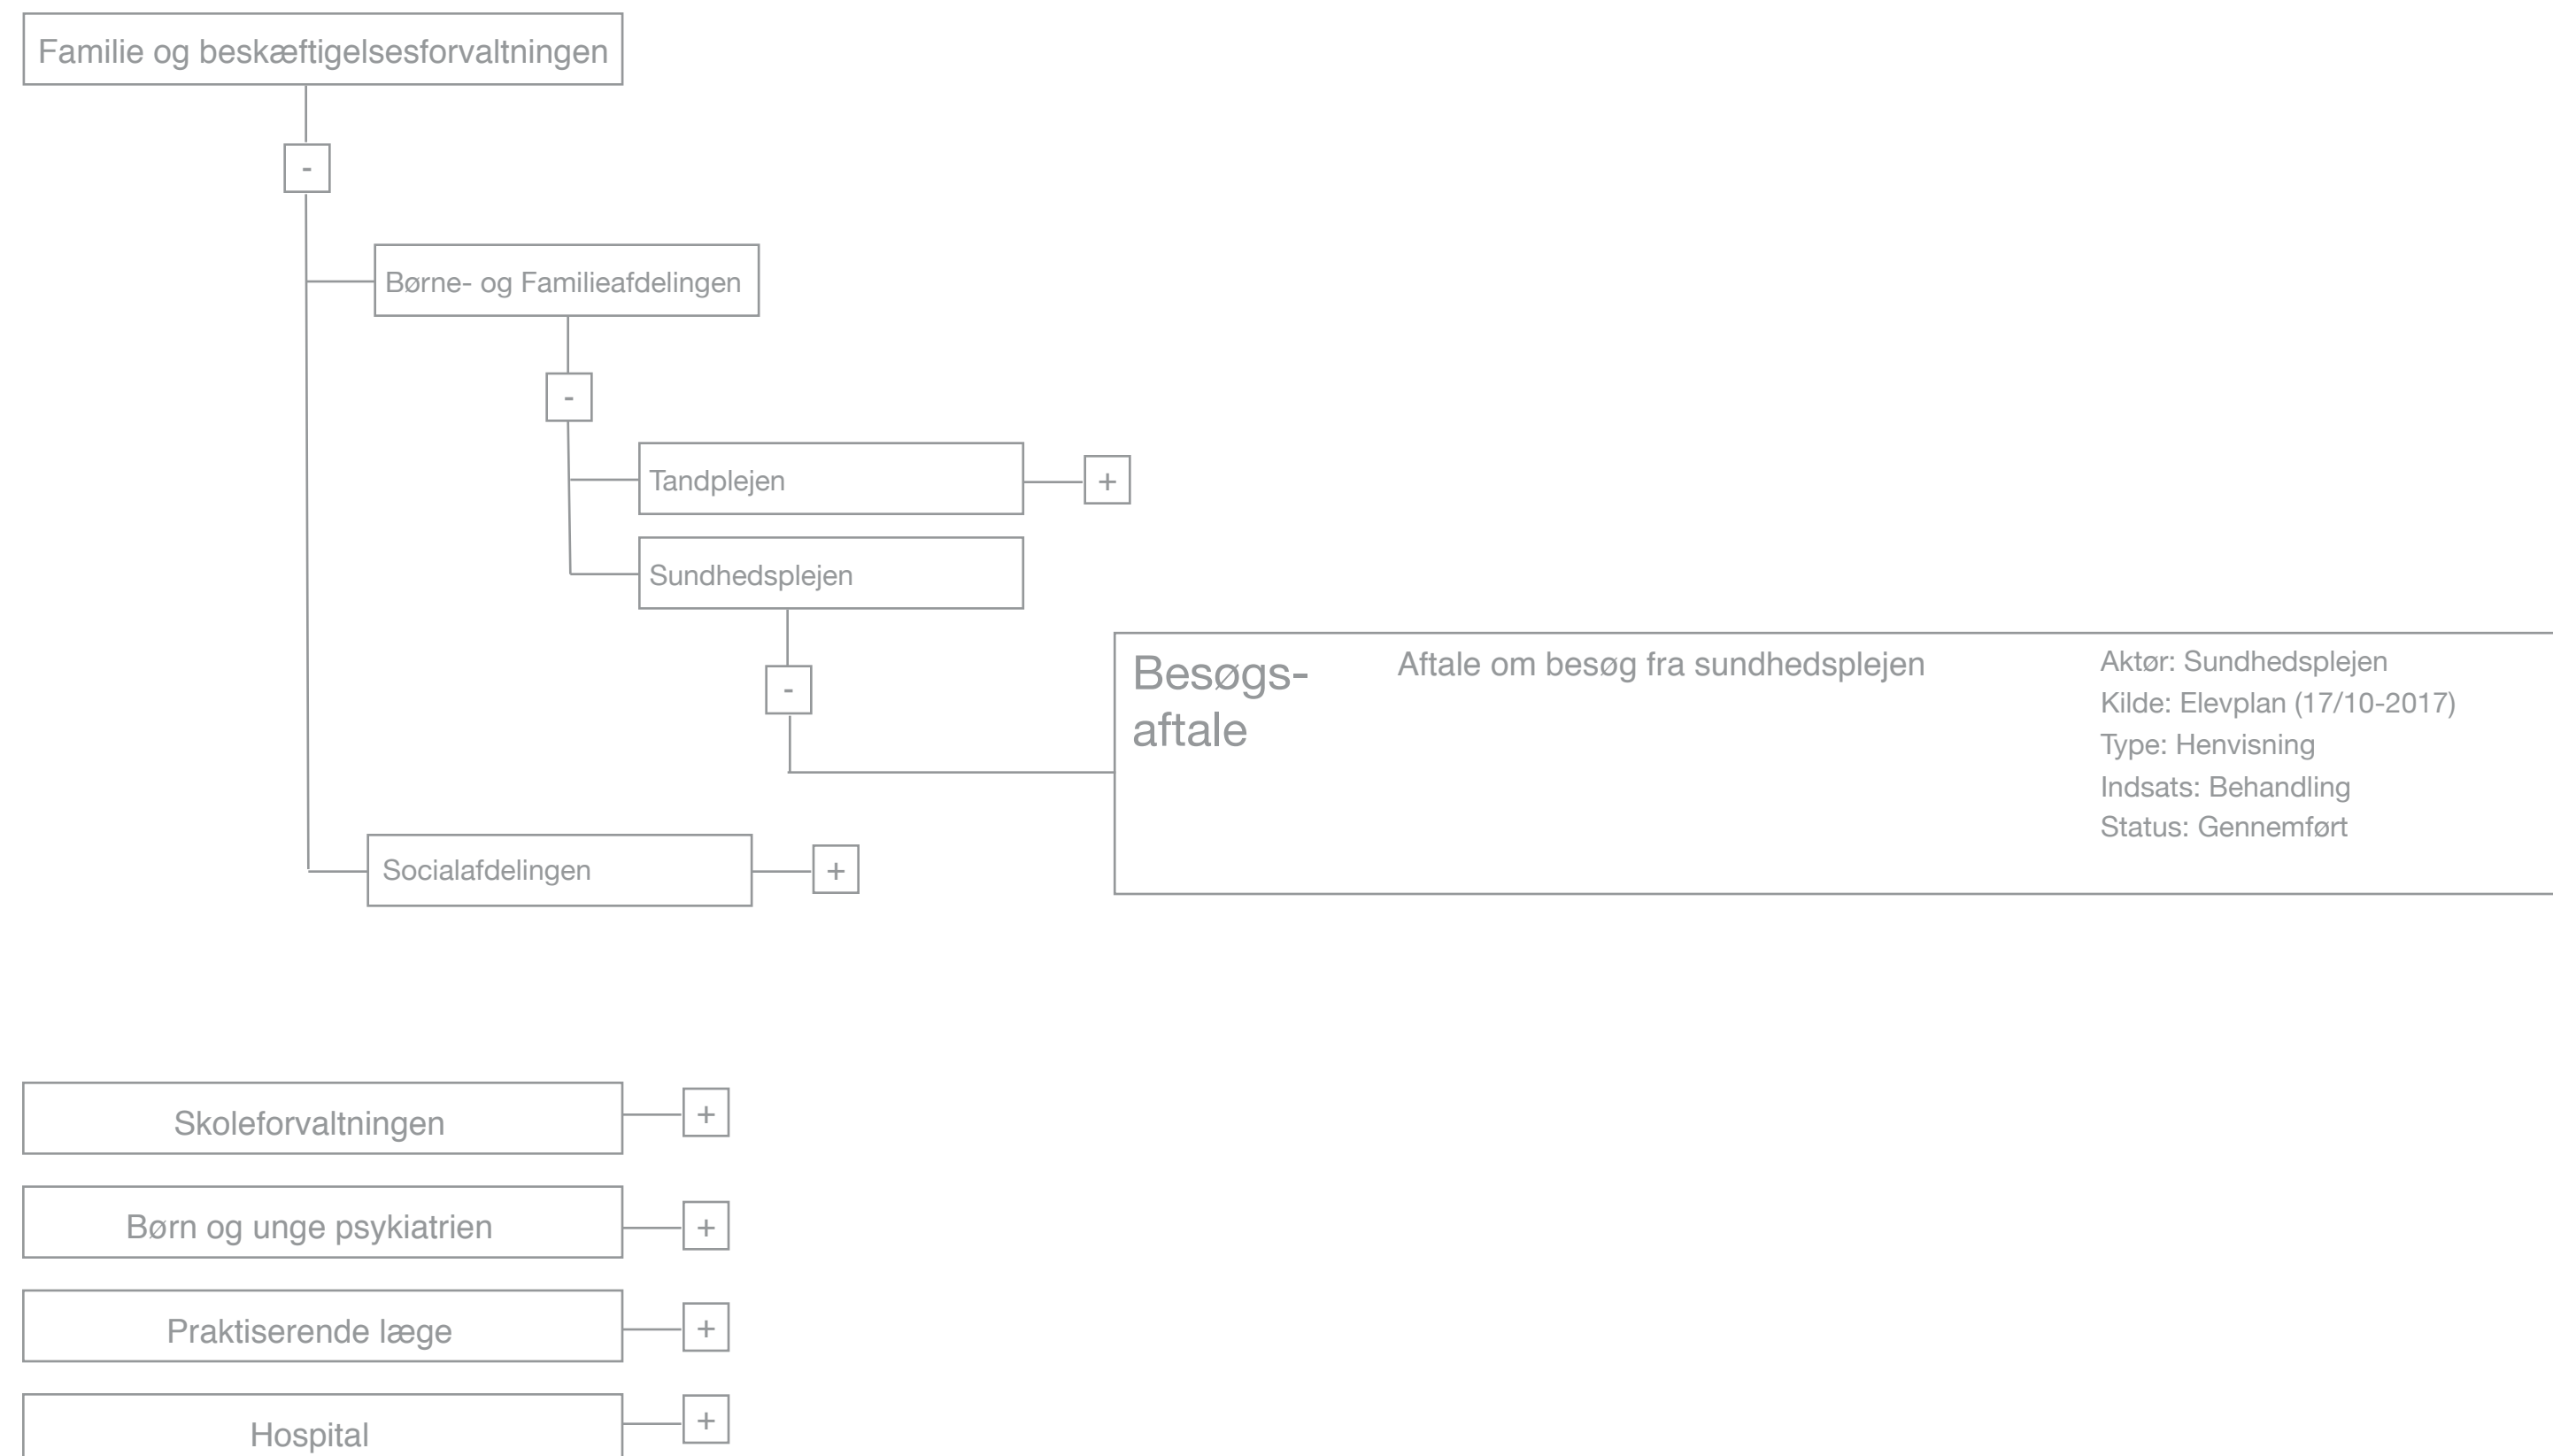 Familie og beskæftigelsesforvaltningen
-
Børne- og Familieafdelingen
-
Tandplejen
+
Sundhedsplejen
-
Besøgs-
aftale
Aftale om besøg fra sundhedsplejen
Aktør: Sundhedsplejen
Kilde: Elevplan (17/10-2017)
Type: Henvisning
Indsats: Behandling
Status: Gennemført
Socialafdelingen
+
Skoleforvaltningen
+
Børn og unge psykiatrien
+
Praktiserende læge
+
Hospital
+